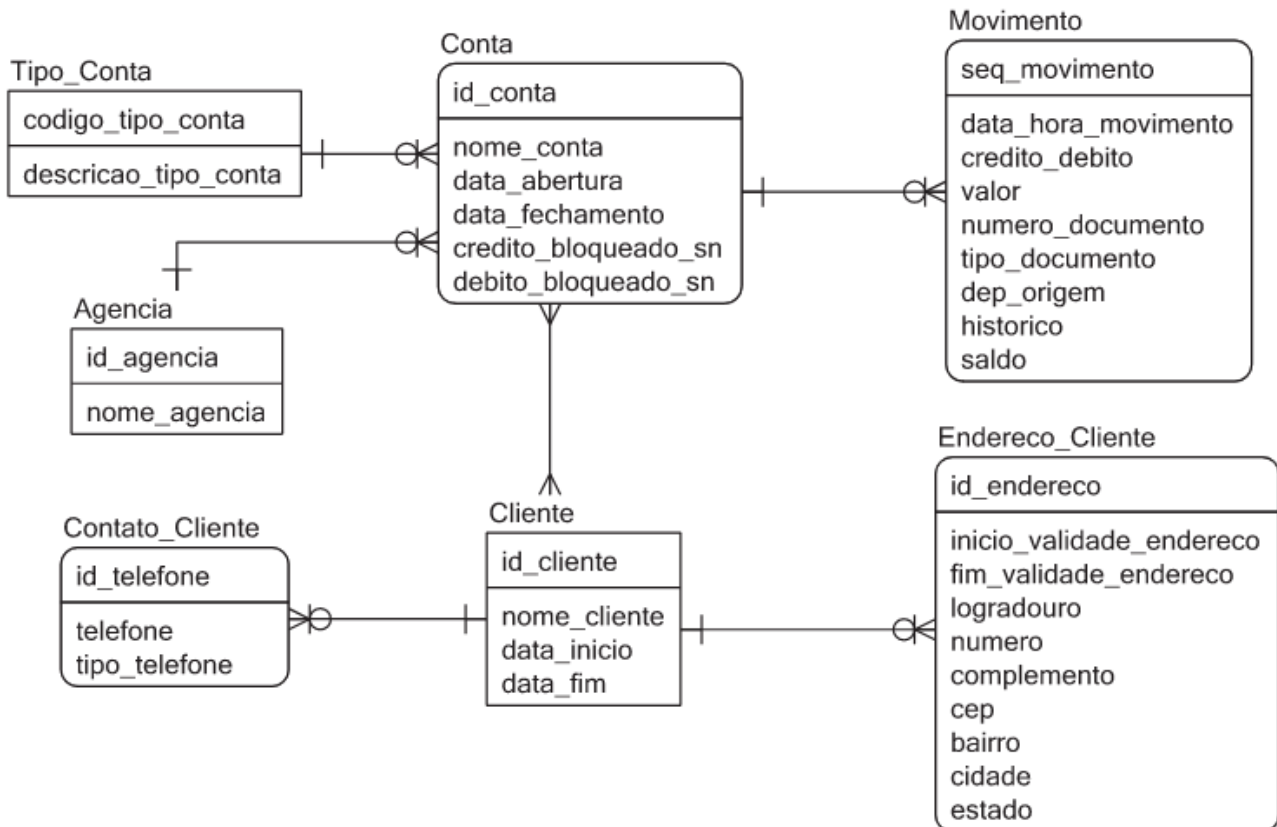 Tipo_Conta
codigo_tipo_conta
descricao_tipo_conta
Conta
id_conta
nome_conta
data_abertura
data_fechamento
credito_bloqueado_sn
debito_bloqueado_sn
Movimento
seq_movimento
data_hora_movimento
credito_debito
valor
numero_documento
tipo_documento
dep_origem
historico
saldo
Agencia
id_agencia
nome_agencia
Contato_Cliente
id_telefone
telefone
tipo_telefone
Cliente
id_cliente
nome_cliente
data_inicio
data_fim
Endereco_Cliente
id_endereco
inicio_validade_endereco
fim_validade_endereco
logradouro
numero
complemento
cep
bairro
cidade
estado